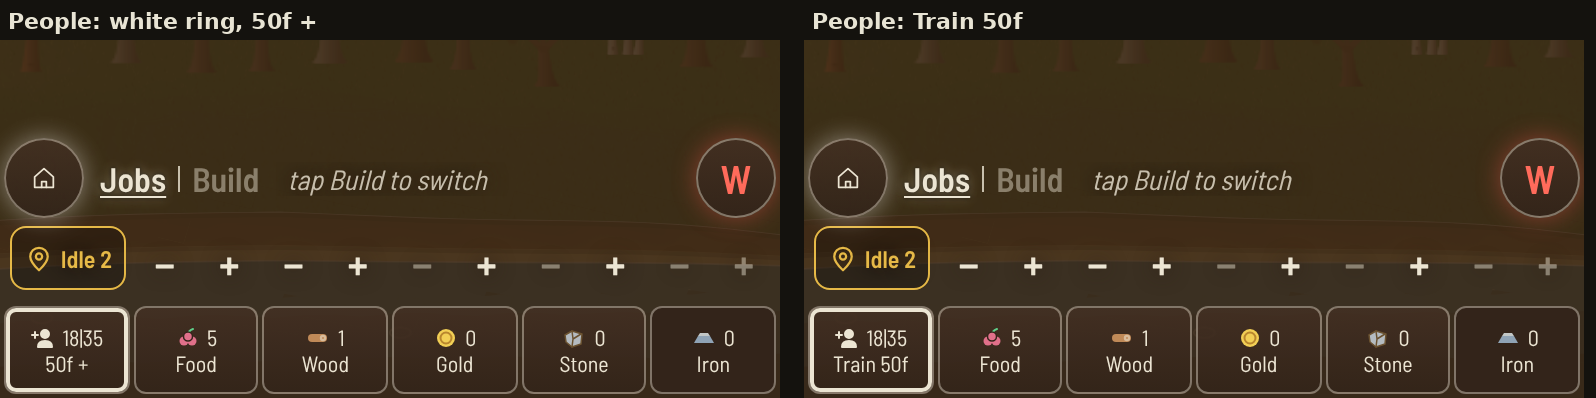 People: white ring, 50f +
Jobs | Build tap Build to switch W
Idle 2 − + − + − + − + − +
18|35 5 1 0 0 0
50f + Food Wood Gold Stone Iron
People: Train 50f
Jobs | Build tap Build to switch W
Idle 2 − + − + − + − + − +
18|35 5 1 0 0 0
Train 50f Food Wood Gold Stone Iron